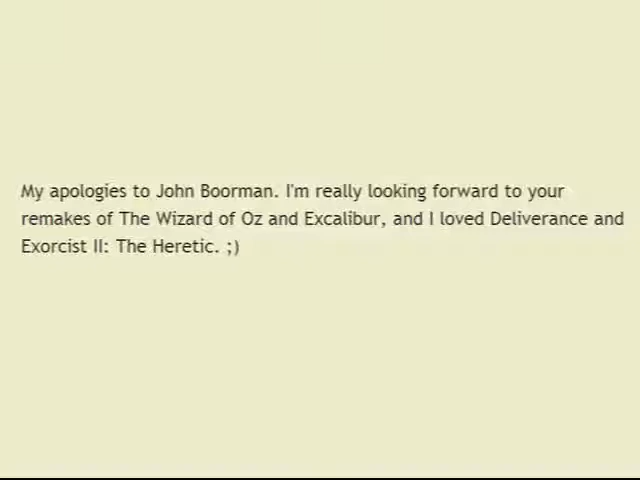 My apologies to John Boorman. I'm really looking forward to your
remakes of The Wizard of Oz and Excalibur, and I loved Deliverance and
Exorcist II: The Heretic. ;)